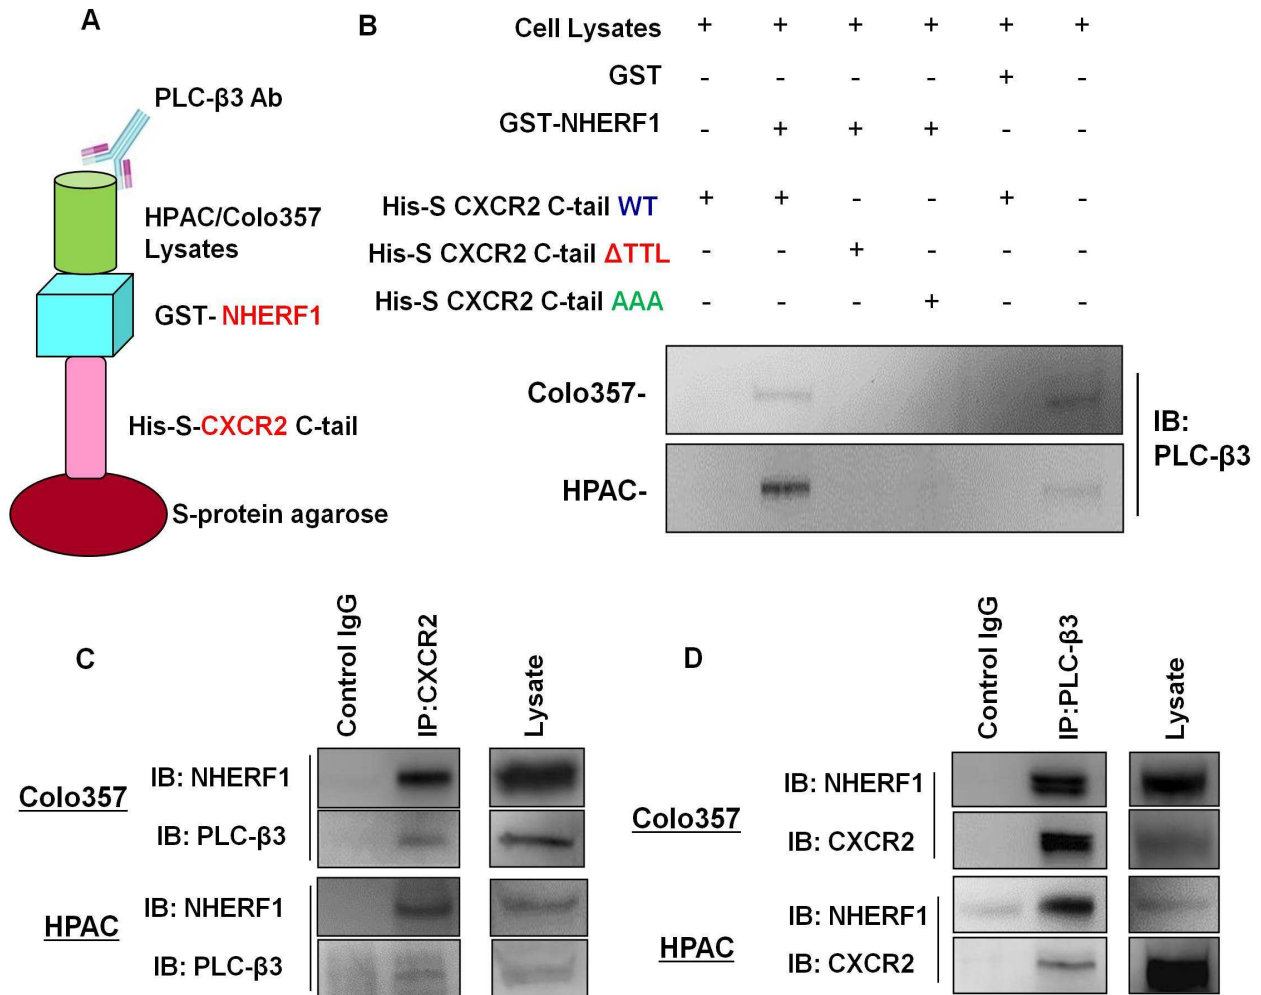 A
PLC-β3 Ab
HPAC/Colo357
Lysates
GST- NHERF1
His-S-CXCR2 C-tail
S-protein agarose
B
Cell Lysates + + + + + +
GST - - - - + -
GST-NHERF1 - + + + - -
His-S CXCR2 C-tail WT + + - - + -
His-S CXCR2 C-tail ΔTTL - - + - - -
His-S CXCR2 C-tail AAA - - - + - -
Colo357-
HPAC-
IB:
PLC-β3
C
Control IgG
IP:CXCR2
Lysate
Colo357
IB: NHERF1
IB: PLC-β3
HPAC
IB: NHERF1
IB: PLC-β3
D
Control IgG
IP:PLC-β3
Lysate
Colo357
IB: NHERF1
IB: CXCR2
HPAC
IB: NHERF1
IB: CXCR2